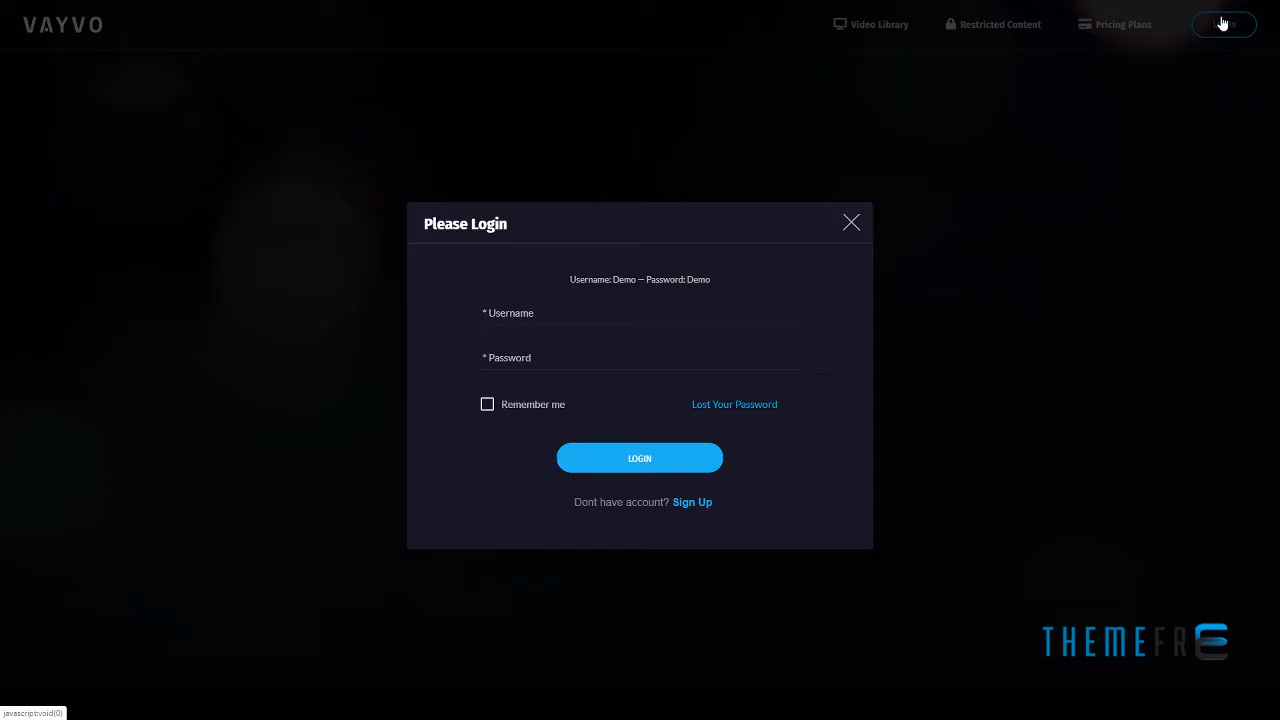 VAYVO
Video Library
Restricted Content
Pricing Plans
Please Login
Username: Demo – Password: Demo
* Username
* Password
Remember me
Lost Your Password
LOGIN
Dont have account? Sign Up
THEMEFRE
javascript:void(0)